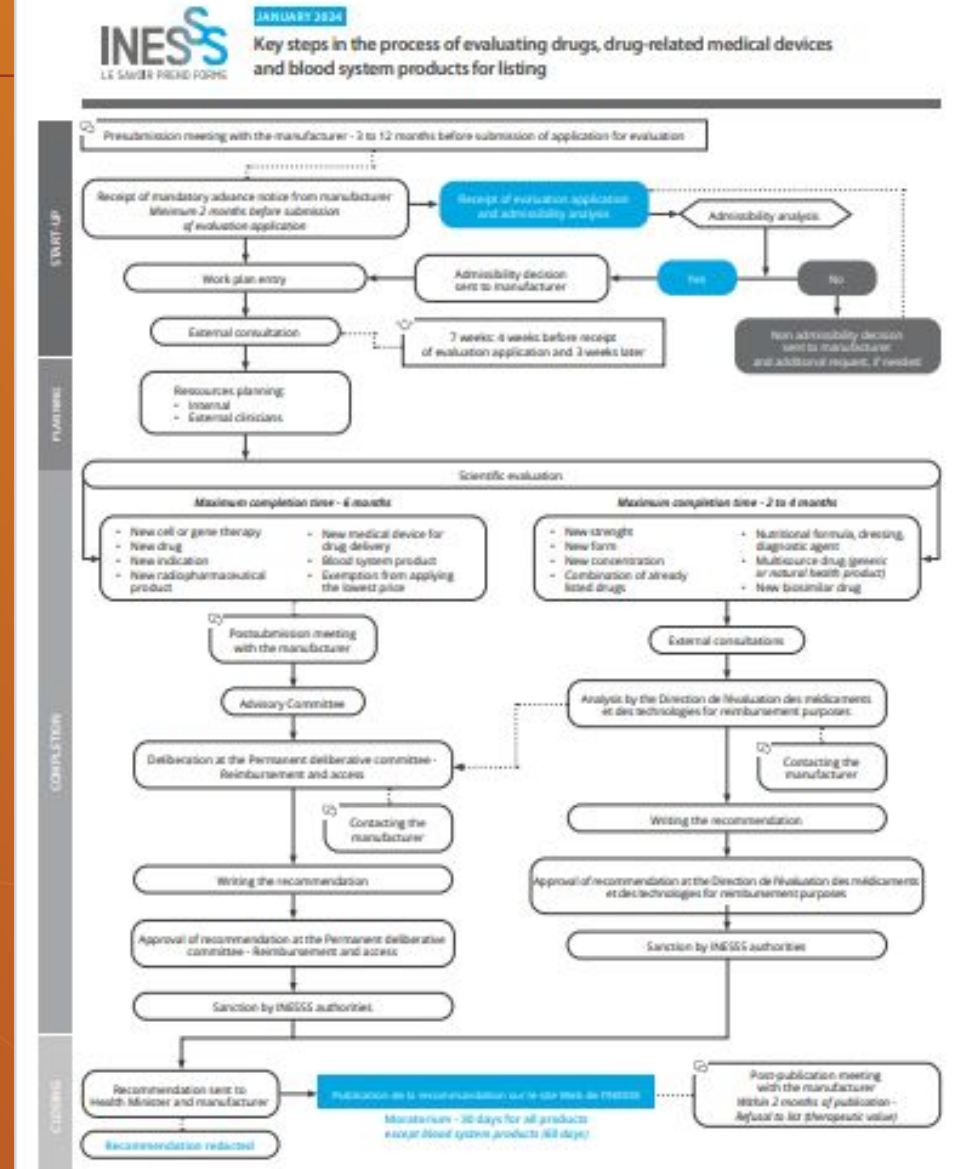 JANUARY 2024
INESSS
LE SAVOIR PREND FORME
Key steps in the process of evaluating drugs, drug-related medical devices
and blood system products for listing
START-UP
Presubmission meeting with the manufacturer - 3 to 12 months before submission of application for evaluation
Receipt of mandatory advance notice from manufacturer
Minimum 2 months before submission
of evaluation application
Receipt of evaluation application
and admissibility analysis
Admissibility analysis
Work plan entry
Admissibility decision
sent to manufacturer
Yes
No
External consultation
7 weeks: 4 weeks before receipt
of evaluation application and 3 weeks later
Non admissibility decision
sent to manufacturer
and additional request, if needed
PLANNING
Ressources planning:
• Internal
• External clinicians
COMPLETION
Scientific evaluation
Maximum completion time - 6 months
• New cell or gene therapy
• New drug
• New indication
• New radiopharmaceutical
product
• New medical device for
drug delivery
• Blood system product
• Exemption from applying
the lowest price
Maximum completion time - 2 to 4 months
• New strenght
• New form
• New concentration
• Combination of already
listed drugs
• Nutritional formula, dressing,
diagnostic agent
• Multisource drug (generic
or natural health product)
• New biosimilar drug
Postsubmission meeting
with the manufacturer
External consultations
Advisory Committee
Analysis by the Direction de l'évaluation des médicaments
et des technologies for reimbursement purposes
Deliberation at the Permanent deliberative committee -
Reimbursement and access
Contacting the
manufacturer
Contacting the
manufacturer
Writing the recommendation
Writing the recommendation
Approval of recommendation at the Direction de l'évaluation des médicaments
et des technologies for reimbursement purposes
Approval of recommendation at the Permanent deliberative
committee - Reimbursement and access
Sanction by INESSS authorities
Sanction by INESSS authorities
CLOSING
Recommendation sent to
Health Minister and manufacturer
Publication de la recommandation sur le site Web de l'INESSS
Moratorium - 30 days for all products
except blood system products (60 days)
Post-publication meeting
with the manufacturer
Within 2 months of publication -
Refusal to list (therapeutic value)
Recommendation redacted